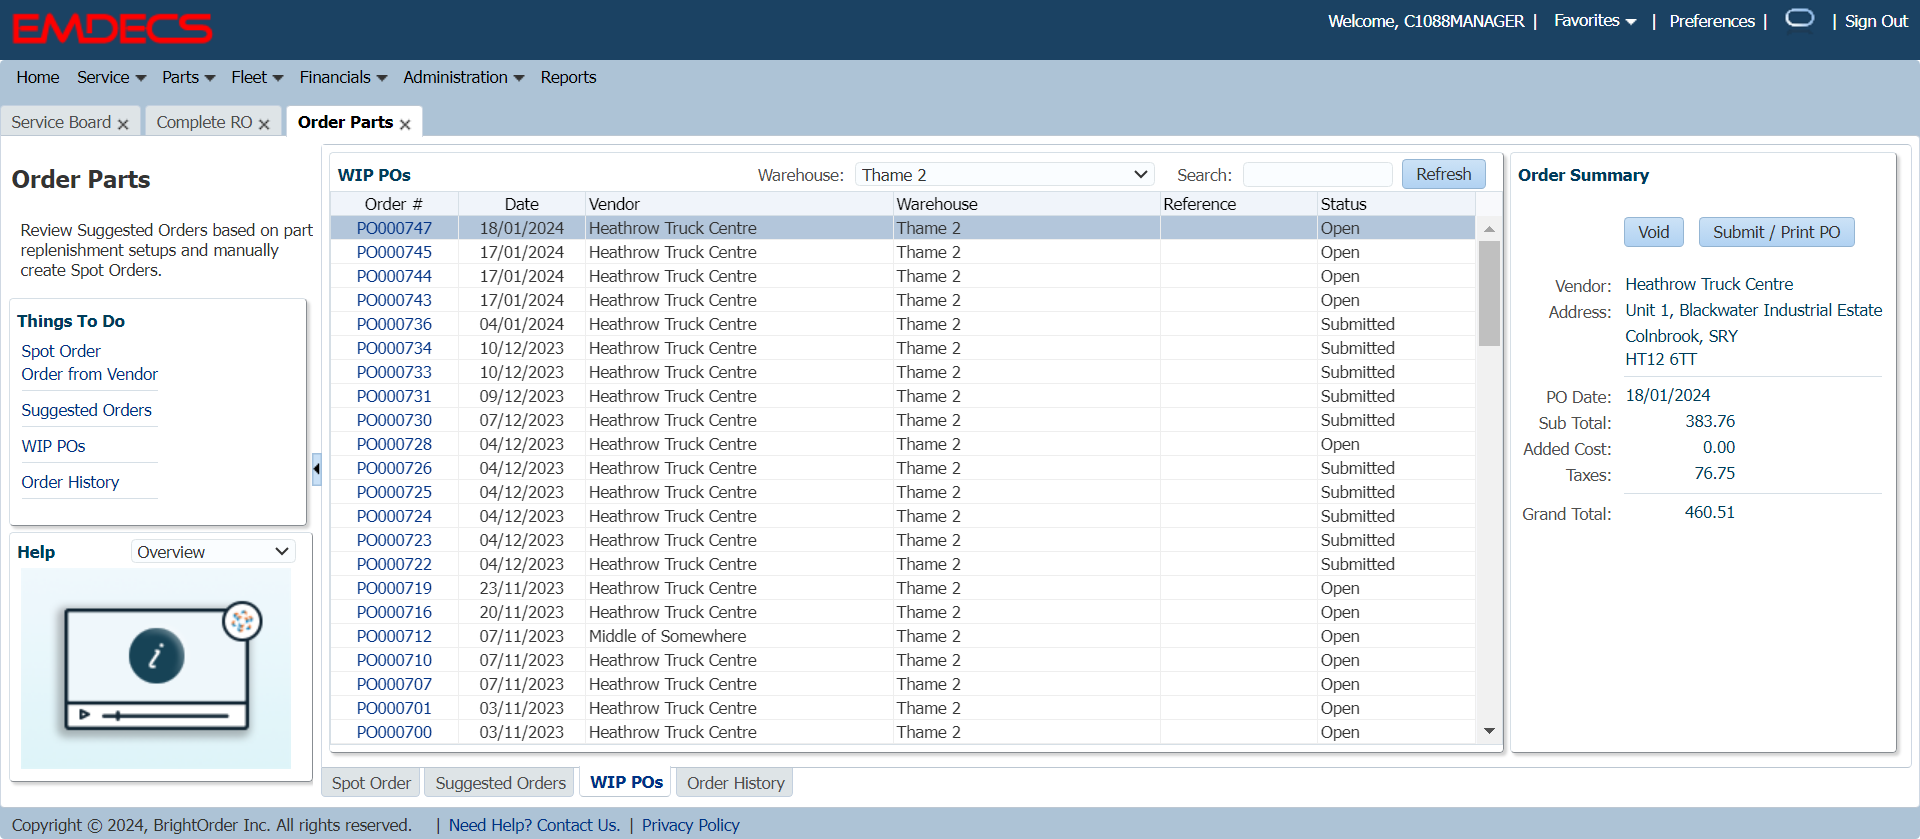 EMDECS
Welcome, C1088MANAGER | Favorites | Preferences | | Sign Out
Home Service Parts Fleet Financials Administration Reports
Service Board x Complete RO x Order Parts x
Order Parts
Review Suggested Orders based on part
replenishment setups and manually
create Spot Orders.
Things To Do
Spot Order
Order from Vendor
Suggested Orders
WIP POs
Order History
Help Overview
i
WIP POs Warehouse: Thame 2 Search: Refresh
Order # Date Vendor Warehouse Reference Status
PO000747 18/01/2024 Heathrow Truck Centre Thame 2 Open
PO000745 17/01/2024 Heathrow Truck Centre Thame 2 Open
PO000744 17/01/2024 Heathrow Truck Centre Thame 2 Open
PO000743 17/01/2024 Heathrow Truck Centre Thame 2 Open
PO000736 04/01/2024 Heathrow Truck Centre Thame 2 Submitted
PO000734 10/12/2023 Heathrow Truck Centre Thame 2 Submitted
PO000733 10/12/2023 Heathrow Truck Centre Thame 2 Submitted
PO000731 09/12/2023 Heathrow Truck Centre Thame 2 Submitted
PO000730 07/12/2023 Heathrow Truck Centre Thame 2 Submitted
PO000728 04/12/2023 Heathrow Truck Centre Thame 2 Open
PO000726 04/12/2023 Heathrow Truck Centre Thame 2 Submitted
PO000725 04/12/2023 Heathrow Truck Centre Thame 2 Submitted
PO000724 04/12/2023 Heathrow Truck Centre Thame 2 Submitted
PO000723 04/12/2023 Heathrow Truck Centre Thame 2 Submitted
PO000722 04/12/2023 Heathrow Truck Centre Thame 2 Submitted
PO000719 23/11/2023 Heathrow Truck Centre Thame 2 Open
PO000716 20/11/2023 Heathrow Truck Centre Thame 2 Open
PO000712 07/11/2023 Middle of Somewhere Thame 2 Open
PO000710 07/11/2023 Heathrow Truck Centre Thame 2 Open
PO000707 07/11/2023 Heathrow Truck Centre Thame 2 Open
PO000701 03/11/2023 Heathrow Truck Centre Thame 2 Open
PO000700 03/11/2023 Heathrow Truck Centre Thame 2 Open
Order Summary
Void Submit / Print PO
Vendor: Heathrow Truck Centre
Address: Unit 1, Blackwater Industrial Estate
Colnbrook, SRY
HT12 6TT
PO Date: 18/01/2024
Sub Total: 383.76
Added Cost: 0.00
Taxes: 76.75
Grand Total: 460.51
Spot Order Suggested Orders WIP POs Order History
Copyright © 2024, BrightOrder Inc. All rights reserved. | Need Help? Contact Us. | Privacy Policy